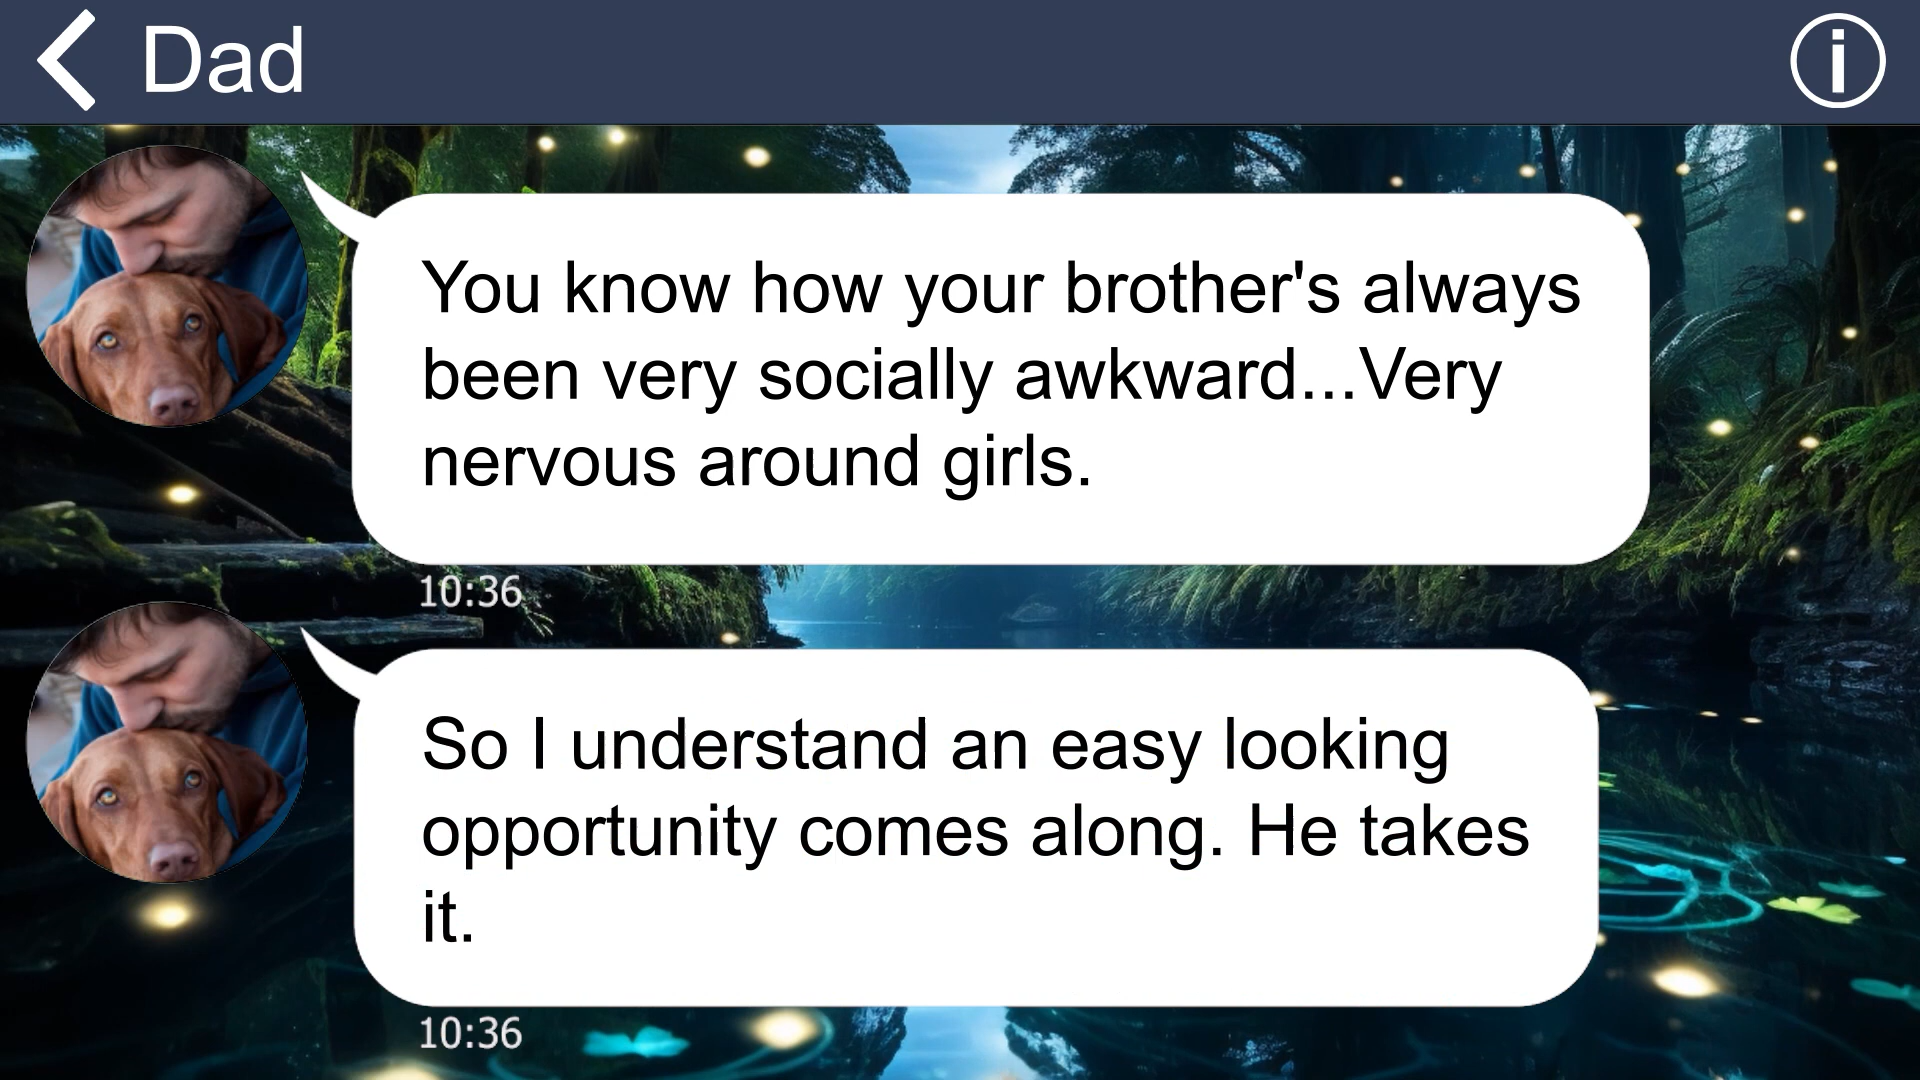 Dad
You know how your brother's always
been very socially awkward...Very
nervous around girls.
10:36
So I understand an easy looking
opportunity comes along. He takes
it.
10:36